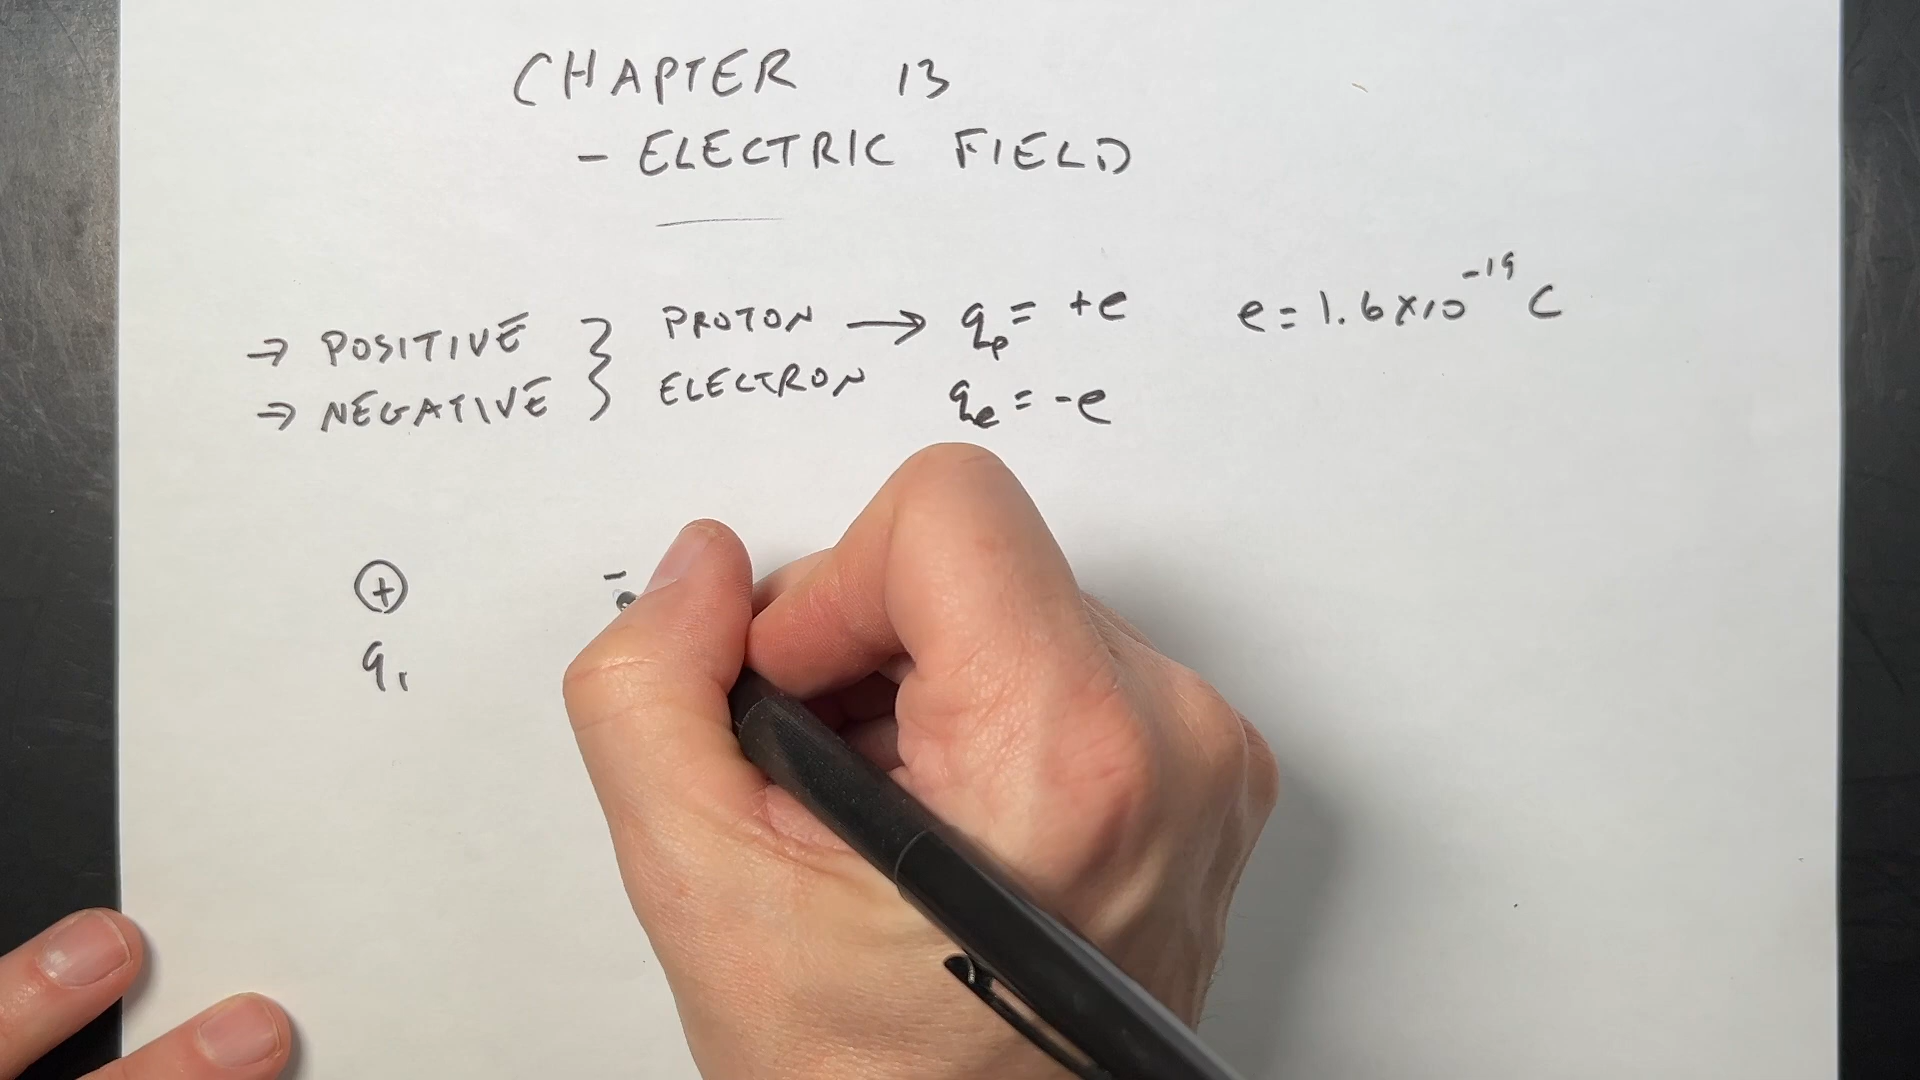 CHAPTER 13
- ELECTRIC FIELD
→ POSITIVE } PROTON → qp = +e e = 1.6×10⁻¹⁹ C
→ NEGATIVE } ELECTRON qe = -e
+ -
q₁